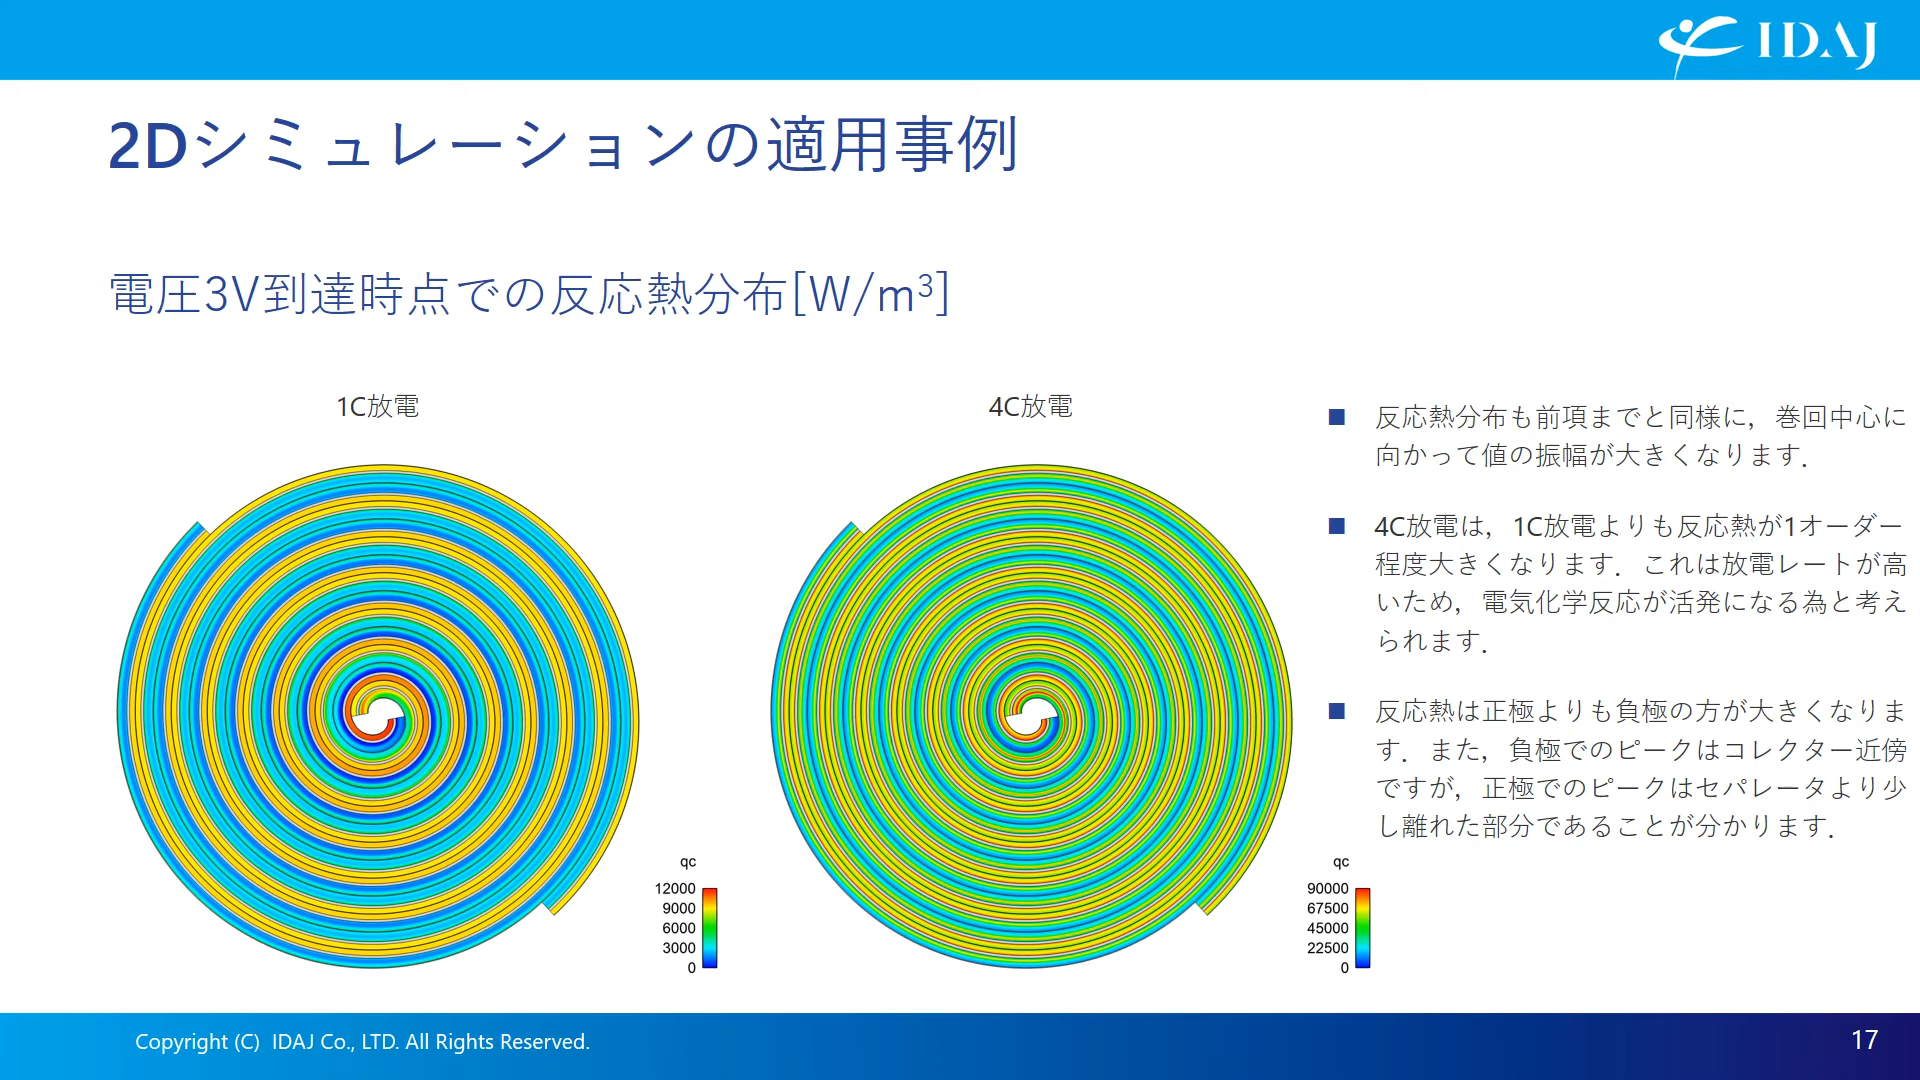 IDAJ
2Dシミュレーションの適用事例
電圧3V到達時点での反応熱分布[W/m³]
1C放電
4C放電
■ 反応熱分布も前項までと同様に，巻回中心に
向かって値の振幅が大きくなります．
■ 4C放電は，1C放電よりも反応熱が1オーダー
程度大きくなります．これは放電レートが高
いため，電気化学反応が活発になる為と考え
られます．
■ 反応熱は正極よりも負極の方が大きくなりま
す．また，負極でのピークはコレクター近傍
ですが，正極でのピークはセパレータより少
し離れた部分であることが分かります．
qc
12000
9000
6000
3000
0
qc
90000
67500
45000
22500
0
Copyright (C) IDAJ Co., LTD. All Rights Reserved.
17